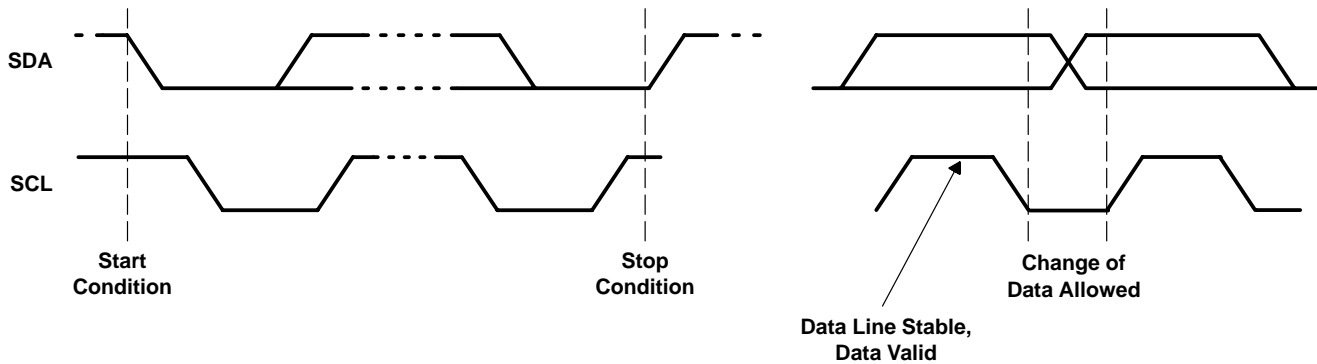 SDA
SCL
Start
Condition
Stop
Condition
Change of
Data Allowed
Data Line Stable,
Data Valid